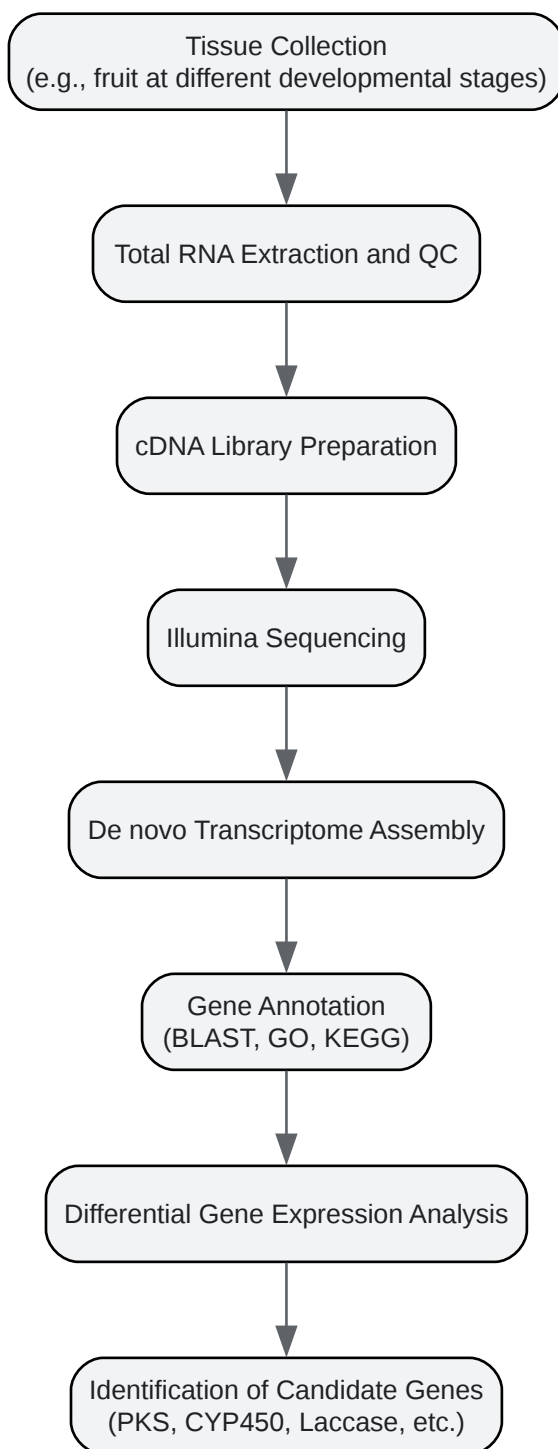 Tissue Collection
(e.g., fruit at different developmental stages)
Total RNA Extraction and QC
cDNA Library Preparation
Illumina Sequencing
De novo Transcriptome Assembly
Gene Annotation
(BLAST, GO, KEGG)
Differential Gene Expression Analysis
Identification of Candidate Genes
(PKS, CYP450, Laccase, etc.)